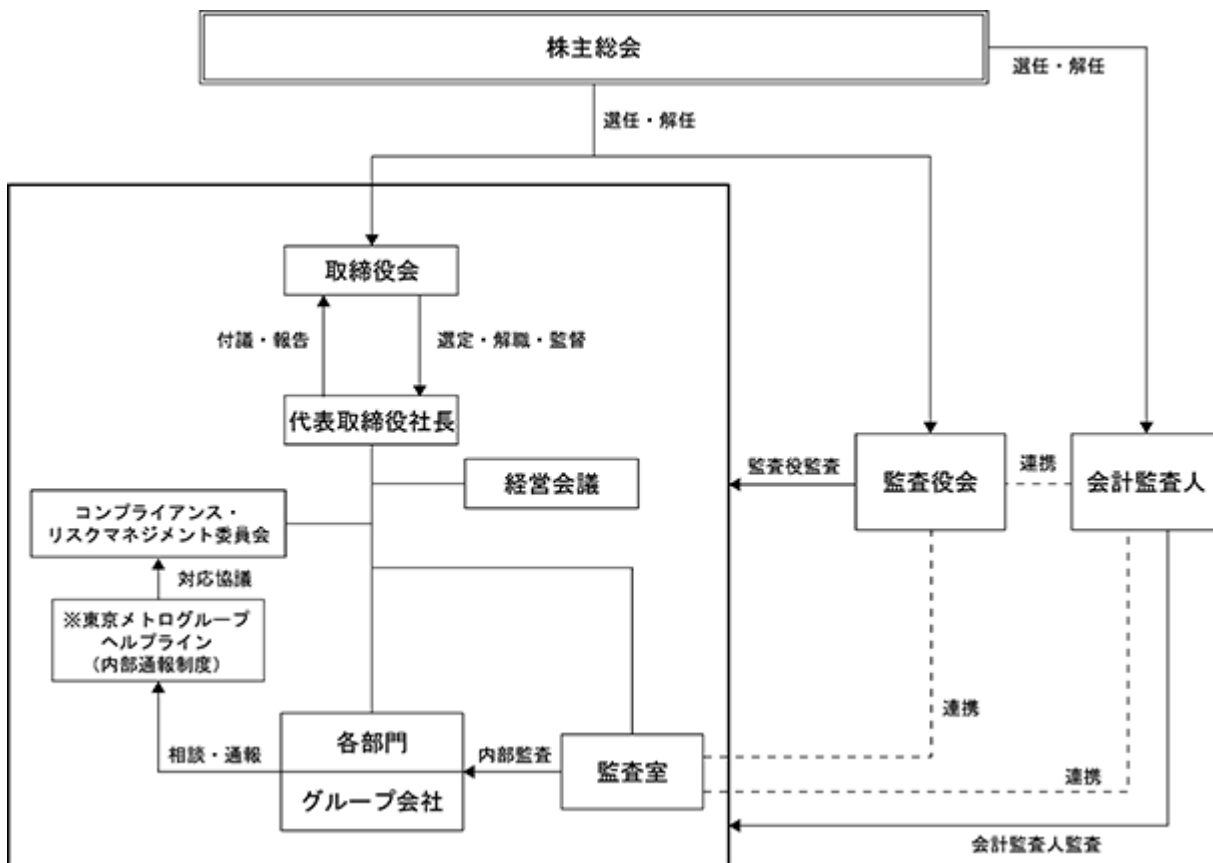 株主総会
選任・解任
選任・解任
取締役会
付議・報告
選定・解職・監督
代表取締役社長
経営会議
監査役監査
監査役会
連携
会計監査人
コンプライアンス・
リスクマネジメント委員会
対応協議
※東京メトログループ
ヘルプライン
（内部通報制度）
連携
相談・通報
各部門
グループ会社
内部監査
監査室
連携
会計監査人監査